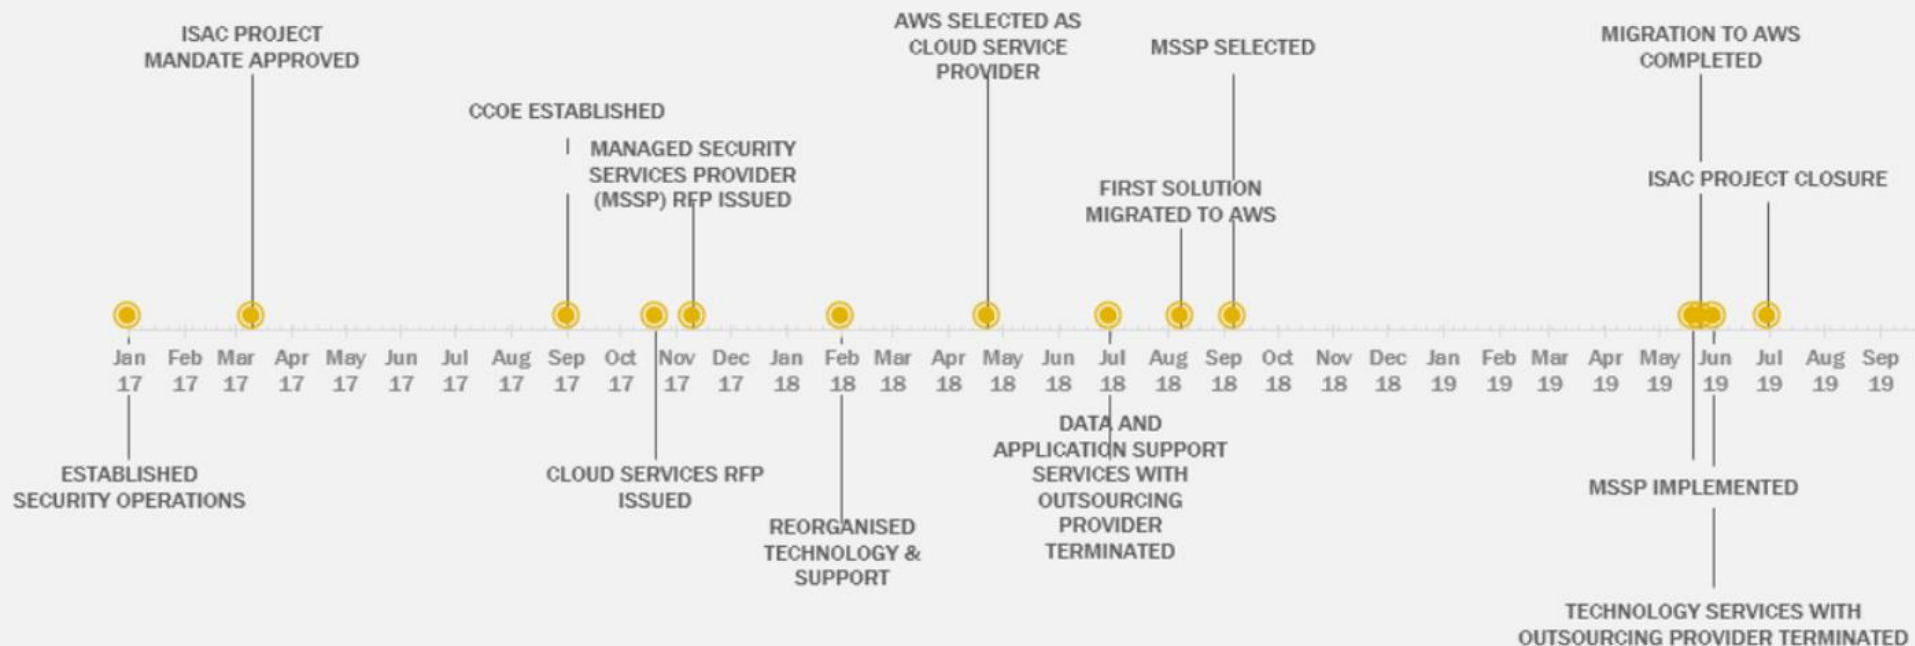 ISAC PROJECT
MANDATE APPROVED
CCOE ESTABLISHED
MANAGED SECURITY
SERVICES PROVIDER
(MSSP) RFP ISSUED
AWS SELECTED AS
CLOUD SERVICE
PROVIDER
MSSP SELECTED
FIRST SOLUTION
MIGRATED TO AWS
MIGRATION TO AWS
COMPLETED
ISAC PROJECT CLOSURE
Jan Feb Mar Apr May Jun Jul Aug Sep Oct Nov Dec Jan Feb Mar Apr May Jun Jul Aug Sep Oct Nov Dec Jan Feb Mar Apr May Jun Jul Aug Sep
17 17 17 17 17 17 17 17 17 17 17 17 18 18 18 18 18 18 18 18 18 18 18 18 19 19 19 19 19 19 19 19 19
ESTABLISHED
SECURITY OPERATIONS
CLOUD SERVICES RFP
ISSUED
REORGANISED
TECHNOLOGY &
SUPPORT
DATA AND
APPLICATION SUPPORT
SERVICES WITH
OUTSOURCING
PROVIDER
TERMINATED
MSSP IMPLEMENTED
TECHNOLOGY SERVICES WITH
OUTSOURCING PROVIDER TERMINATED